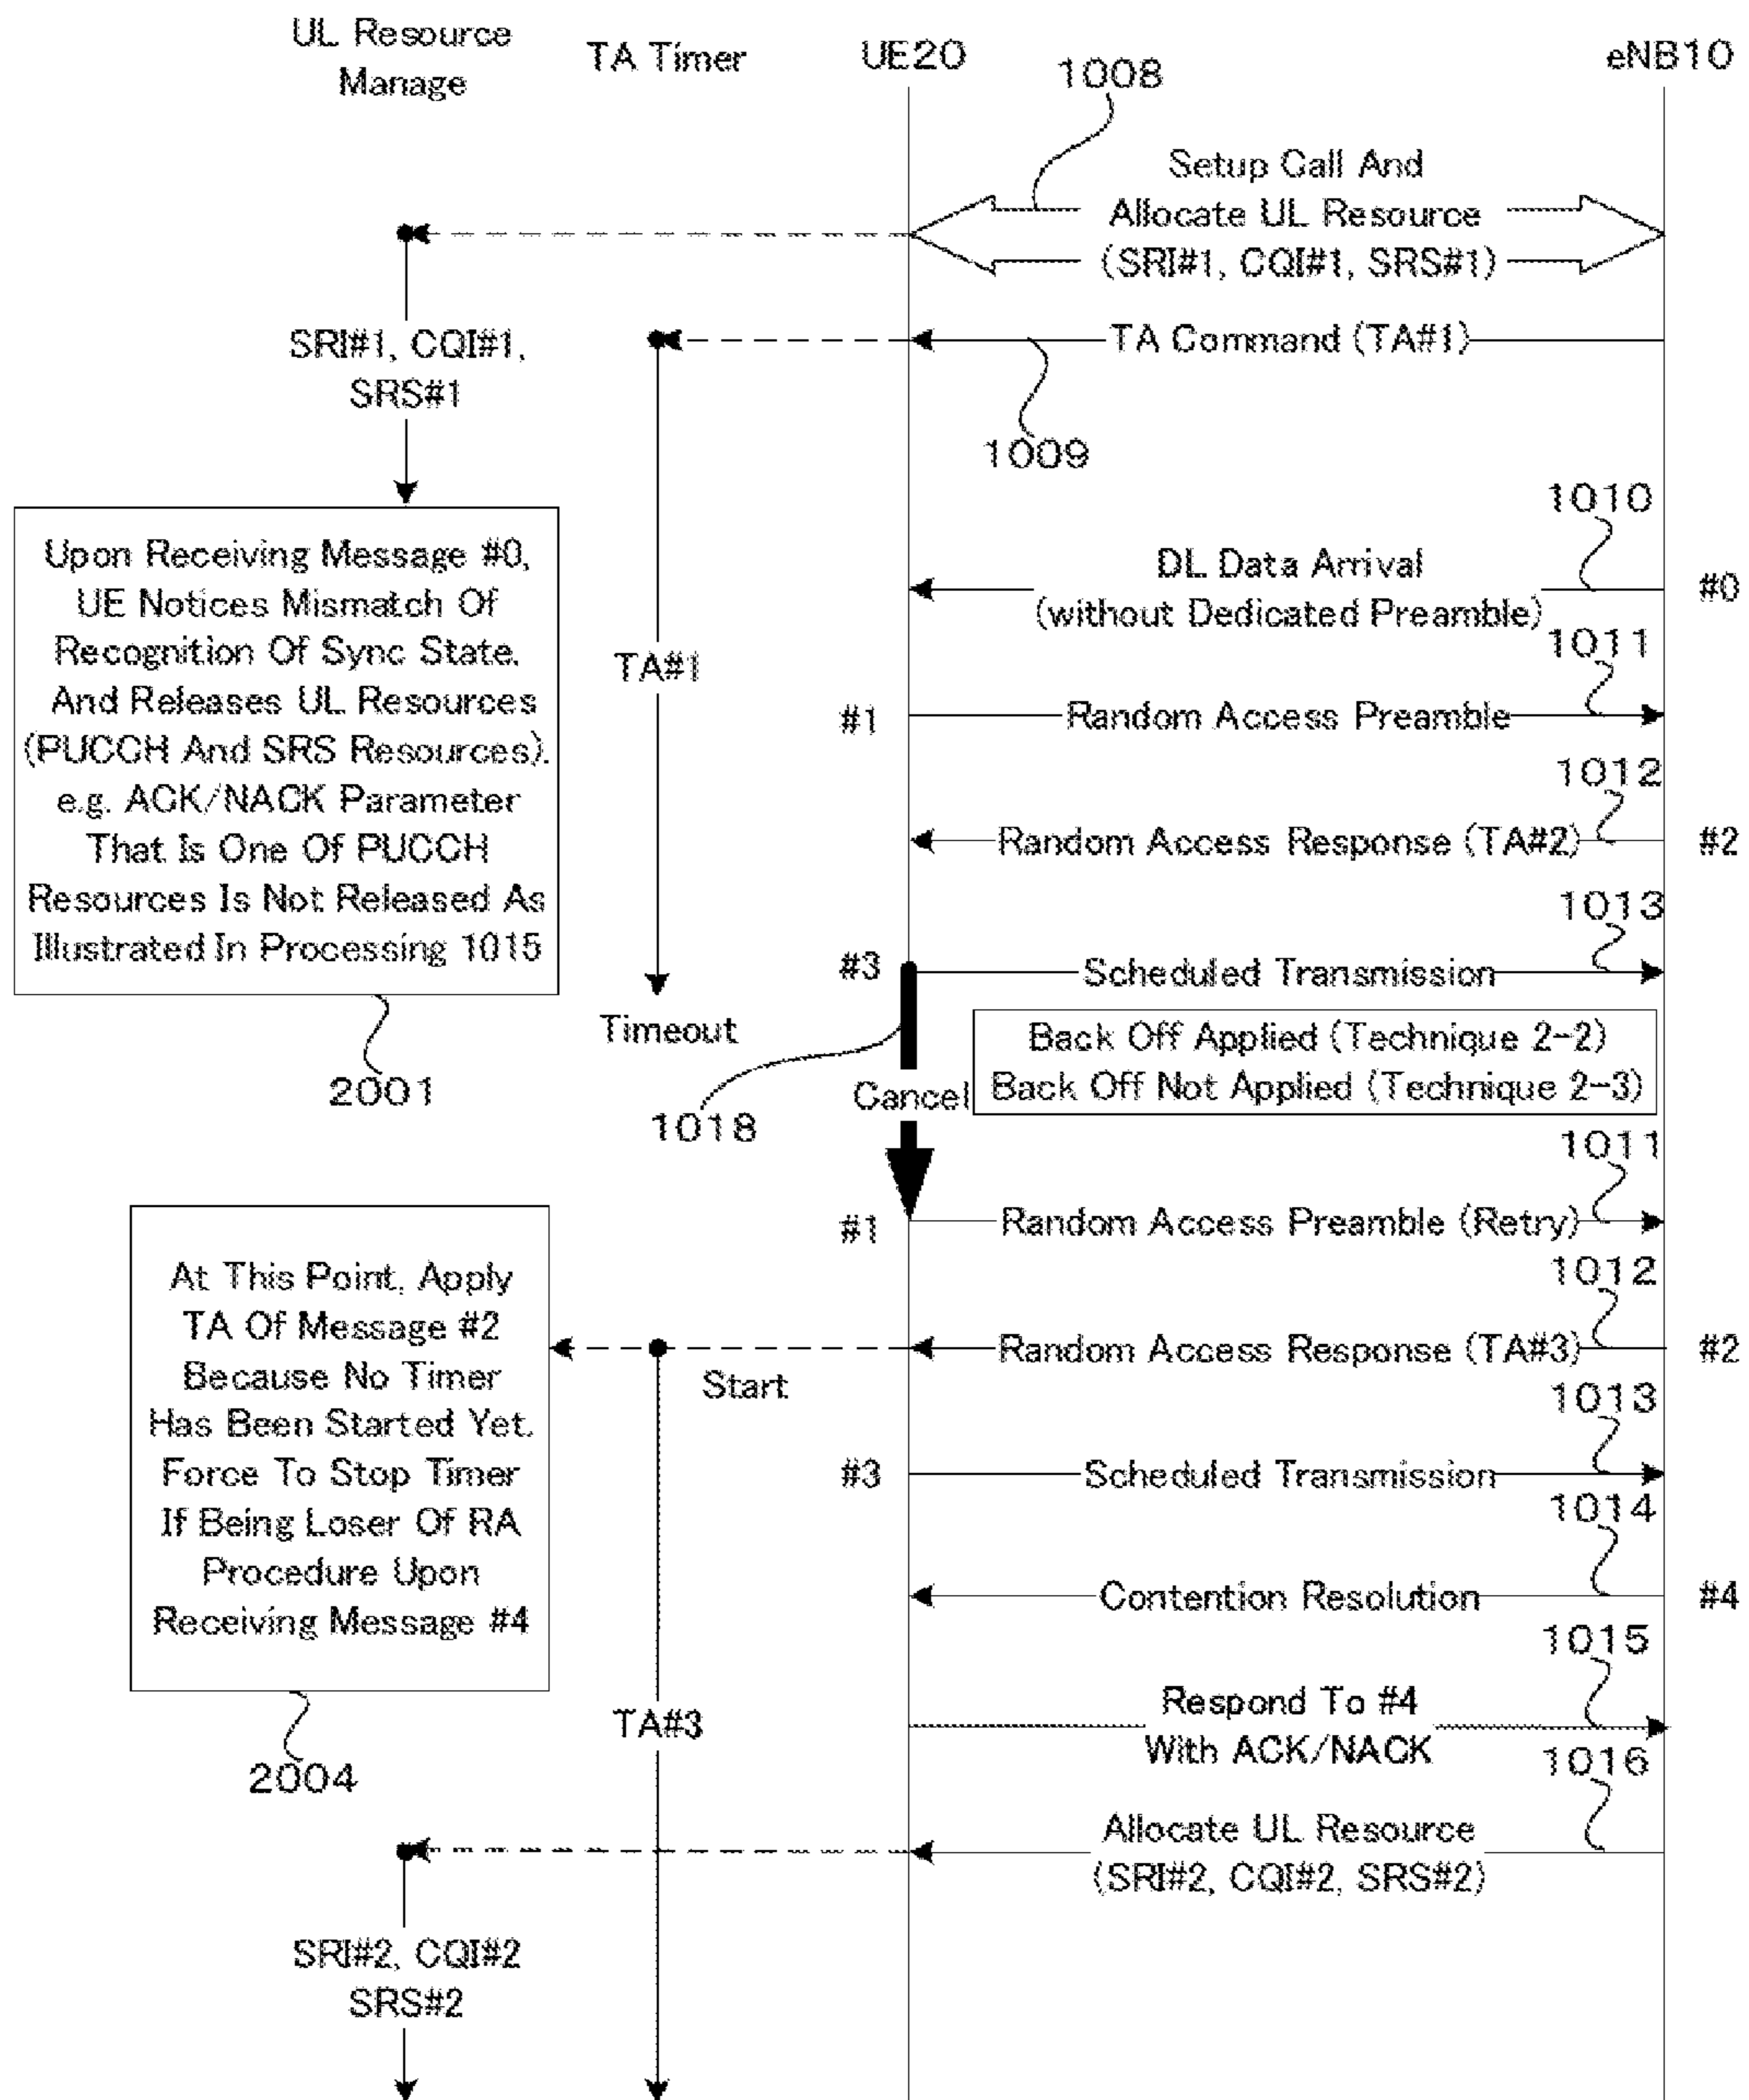 UL Resource
Manage
TA Timer
UE20
eNB10
1008
Setup Call And
Allocate UL Resource
(SRI#1, CQI#1, SRS#1)
SRI#1, CQI#1,
SRS#1
TA Command (TA#1)
1009
1010
DL Data Arrival
(without Dedicated Preamble)
#0
Upon Receiving Message #0,
UE Notices Mismatch Of
Recognition Of Sync State.
And Releases UL Resources
(PUCCH And SRS Resources).
e.g. ACK/NACK Parameter
That Is One Of PUCCH
Resources Is Not Released As
Illustrated In Processing 1015
2001
TA#1
Timeout
1011
#1
Random Access Preamble
1012
Random Access Response (TA#2)
#2
1013
#3
Scheduled Transmission
Back Off Applied (Technique 2-2)
Back Off Not Applied (Technique 2-3)
Cancel
1018
1011
#1
Random Access Preamble (Retry)
1012
Random Access Response (TA#3)
#2
Start
At This Point, Apply
TA Of Message #2
Because No Timer
Has Been Started Yet.
Force To Stop Timer
If Being Loser Of RA
Procedure Upon
Receiving Message #4
2004
1013
#3
Scheduled Transmission
1014
Contention Resolution
#4
1015
TA#3
Respond To #4
With ACK/NACK
1016
Allocate UL Resource
(SRI#2, CQI#2, SRS#2)
SRI#2, CQI#2
SRS#2